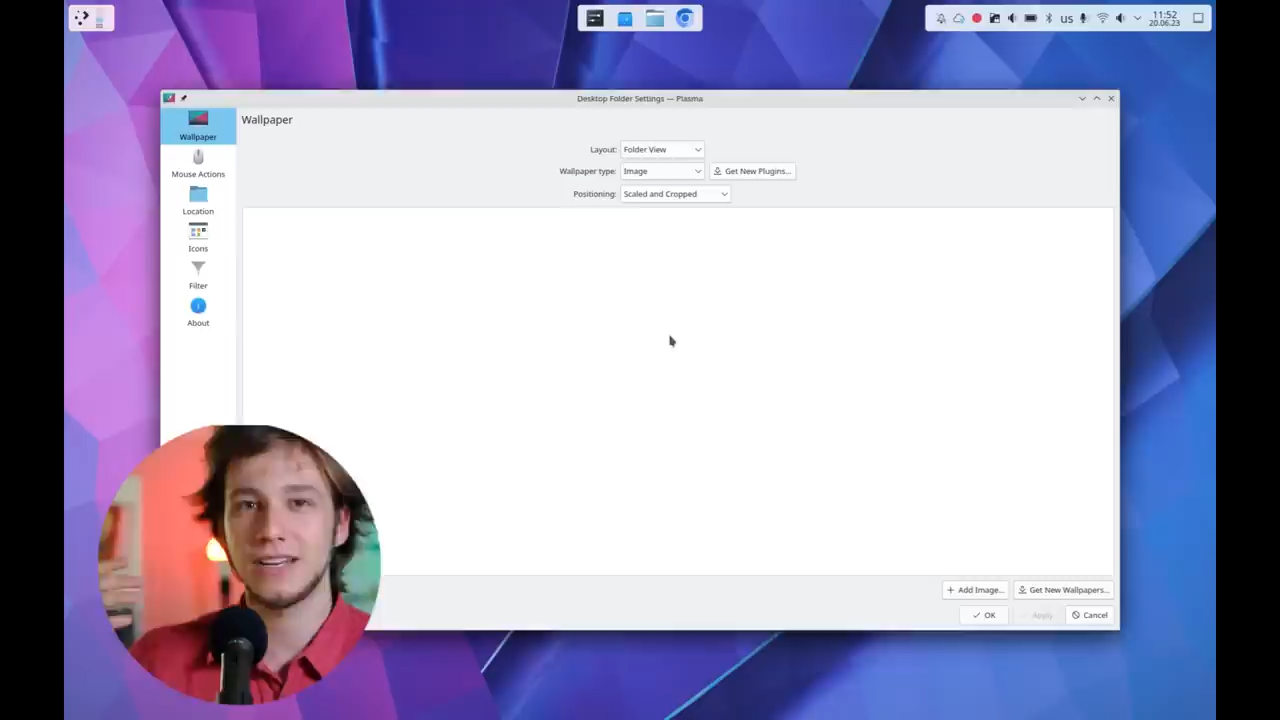 US
11:52
20.06.23
Desktop Folder Settings — Plasma
Wallpaper
Wallpaper
Mouse Actions
Location
Icons
Filter
About
Layout: Folder View
Wallpaper type: Image Get New Plugins...
Positioning: Scaled and Cropped
Add Image... Get New Wallpapers...
OK Apply Cancel